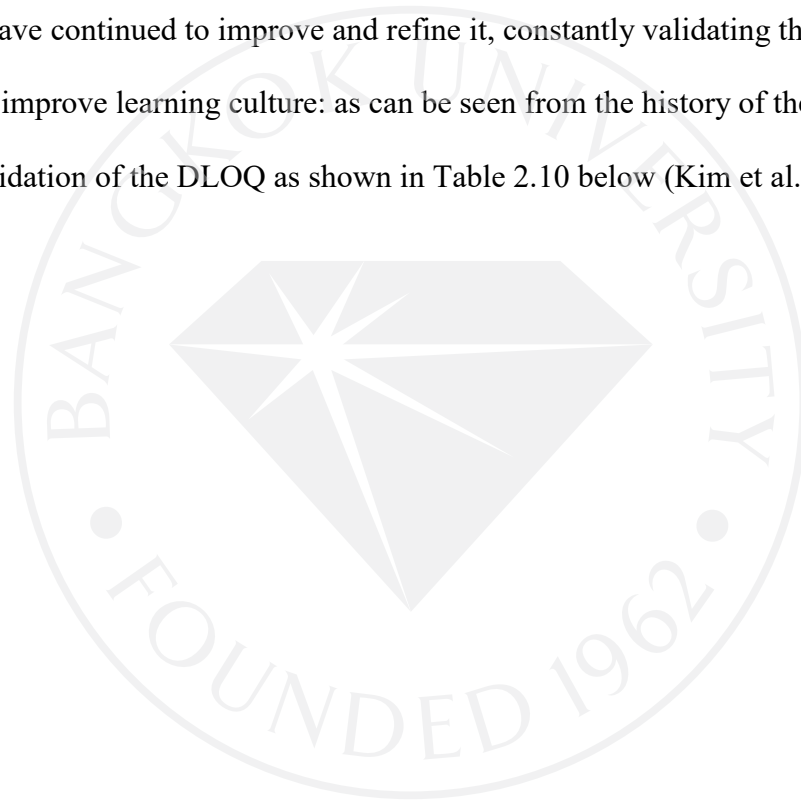 ave continued to improve and refine it, constantly validating th
improve learning culture: as can be seen from the history of the
idation of the DLOQ as shown in Table 2.10 below (Kim et al.
BANGKOK UNIVERSITY
FOUNDED 1962